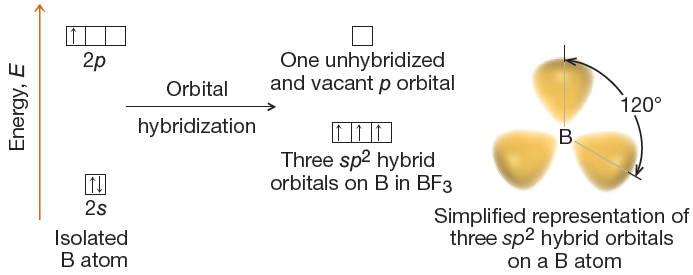 Energy, E
2p
2s
Isolated
B atom
Orbital
hybridization
One unhybridized
and vacant p orbital
Three sp² hybrid
orbitals on B in BF₃
120°
B
Simplified representation of
three sp² hybrid orbitals
on a B atom